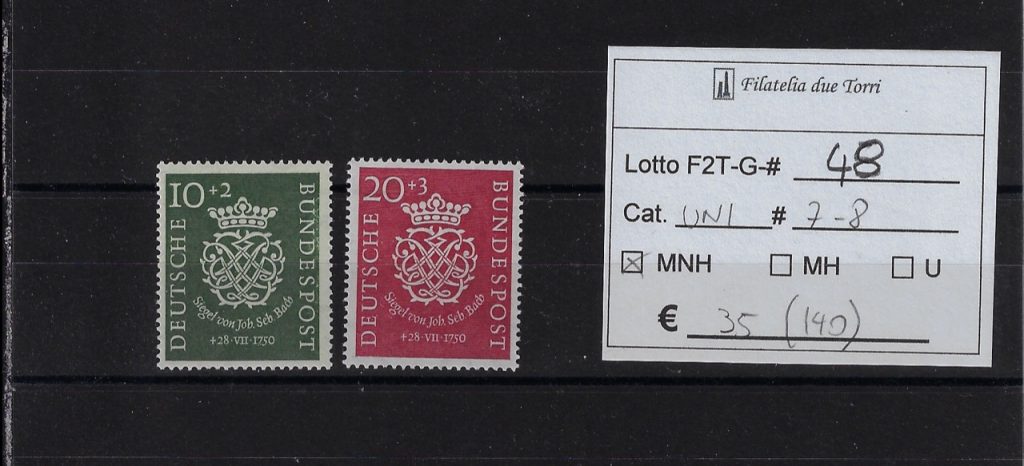 10+2
DEUTSCHE
BUNDESPOST
Siegel von Joh. Seb. Bach
+28·VII·1750
20+3
DEUTSCHE
BUNDESPOST
Siegel von Joh. Seb. Bach
+28·VII·1750
Filatelia due Torri
Lotto F2T-G-# 48
Cat. UNI # 7-8
☒ MNH ☐ MH ☐ U
€ 35 (140)